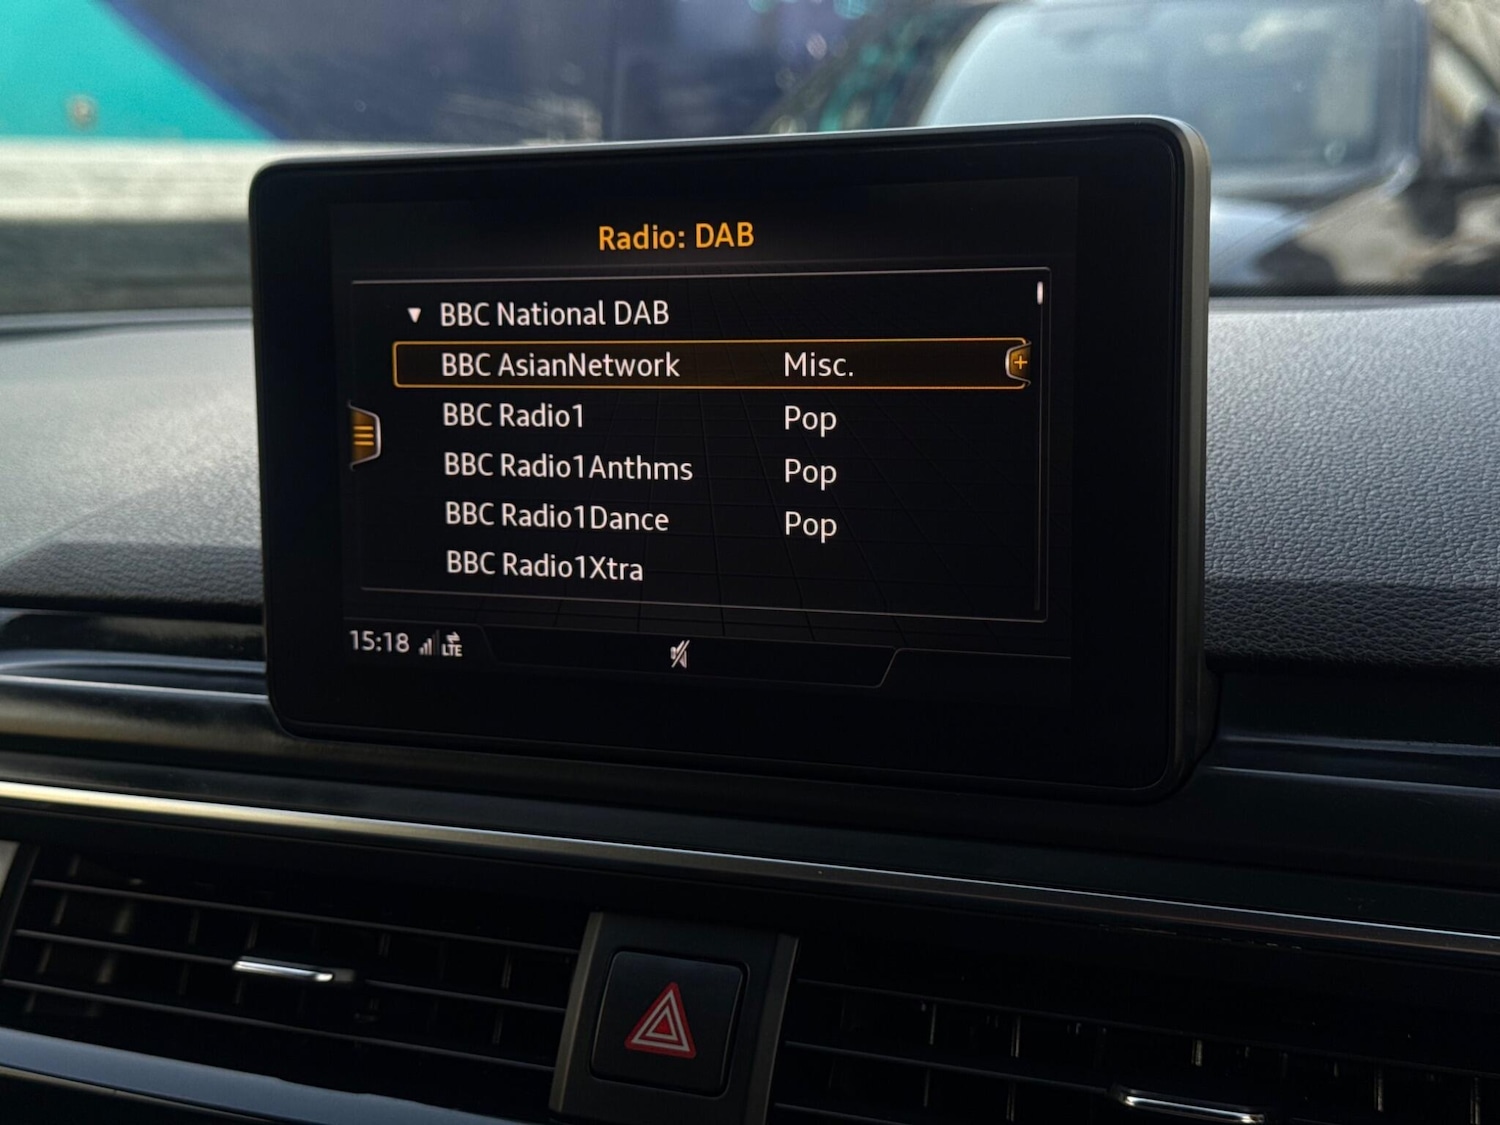 Radio: DAB
BBC National DAB
BBC AsianNetwork Misc.
BBC Radio1 Pop
BBC Radio1Anthms Pop
BBC Radio1Dance Pop
BBC Radio1Xtra
15:18 LTE